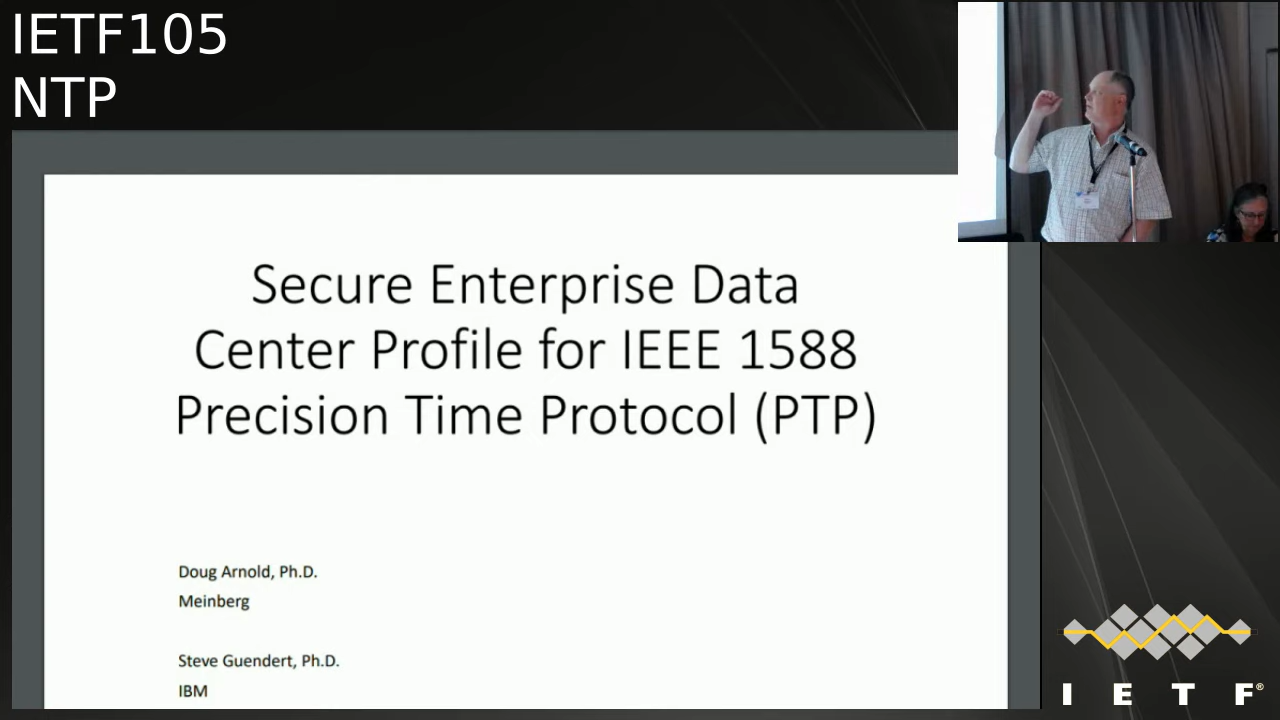 IETF105
NTP
Secure Enterprise Data
Center Profile for IEEE 1588
Precision Time Protocol (PTP)
Doug Arnold, Ph.D.
Meinberg
Steve Guendert, Ph.D.
IBM
I E T F®